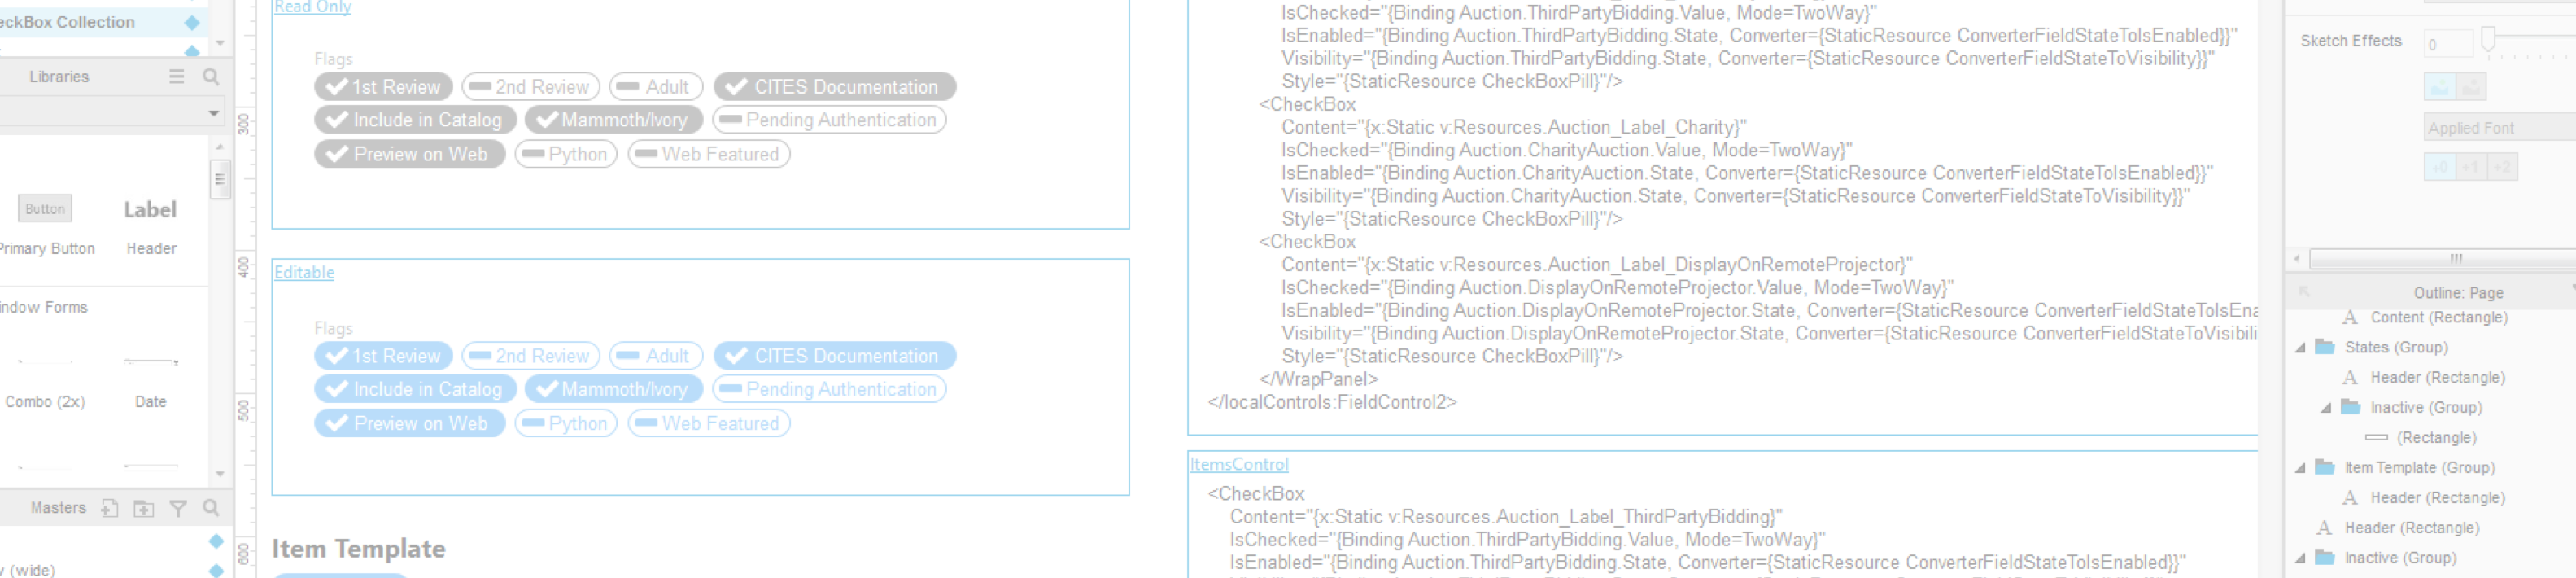 eckBox Collection
Libraries
Button
Label
Primary Button
Header
ndow Forms
Combo (2x)
Date
Masters
(wide)
300
400
500
600
Read Only
Flags
1st Review
2nd Review
Adult
CITES Documentation
Include in Catalog
Mammoth/Ivory
Pending Authentication
Preview on Web
Python
Web Featured
Editable
Flags
1st Review
2nd Review
Adult
CITES Documentation
Include in Catalog
Mammoth/Ivory
Pending Authentication
Preview on Web
Python
Web Featured
Item Template
IsChecked="{Binding Auction.ThirdPartyBidding.Value, Mode=TwoWay}"
IsEnabled="{Binding Auction.ThirdPartyBidding.State, Converter={StaticResource ConverterFieldStateToIsEnabled}}"
Visibility="{Binding Auction.ThirdPartyBidding.State, Converter={StaticResource ConverterFieldStateToVisibility}}"
Style="{StaticResource CheckBoxPill}"/>
<CheckBox
Content="{x:Static v:Resources.Auction_Label_Charity}"
IsChecked="{Binding Auction.CharityAuction.Value, Mode=TwoWay}"
IsEnabled="{Binding Auction.CharityAuction.State, Converter={StaticResource ConverterFieldStateToIsEnabled}}"
Visibility="{Binding Auction.CharityAuction.State, Converter={StaticResource ConverterFieldStateToVisibility}}"
Style="{StaticResource CheckBoxPill}"/>
<CheckBox
Content="{x:Static v:Resources.Auction_Label_DisplayOnRemoteProjector}"
IsChecked="{Binding Auction.DisplayOnRemoteProjector.Value, Mode=TwoWay}"
IsEnabled="{Binding Auction.DisplayOnRemoteProjector.State, Converter={StaticResource ConverterFieldStateToIsEna
Visibility="{Binding Auction.DisplayOnRemoteProjector.State, Converter={StaticResource ConverterFieldStateToVisibili
Style="{StaticResource CheckBoxPill}"/>
</WrapPanel>
</localControls:FieldControl2>
ItemsControl
<CheckBox
Content="{x:Static v:Resources.Auction_Label_ThirdPartyBidding}"
IsChecked="{Binding Auction.ThirdPartyBidding.Value, Mode=TwoWay}"
IsEnabled="{Binding Auction.ThirdPartyBidding.State, Converter={StaticResource ConverterFieldStateToIsEnabled}}"
Sketch Effects
0
Applied Font
+0 +1 +2
Outline: Page
Content (Rectangle)
States (Group)
Header (Rectangle)
Inactive (Group)
(Rectangle)
Item Template (Group)
Header (Rectangle)
Header (Rectangle)
Inactive (Group)